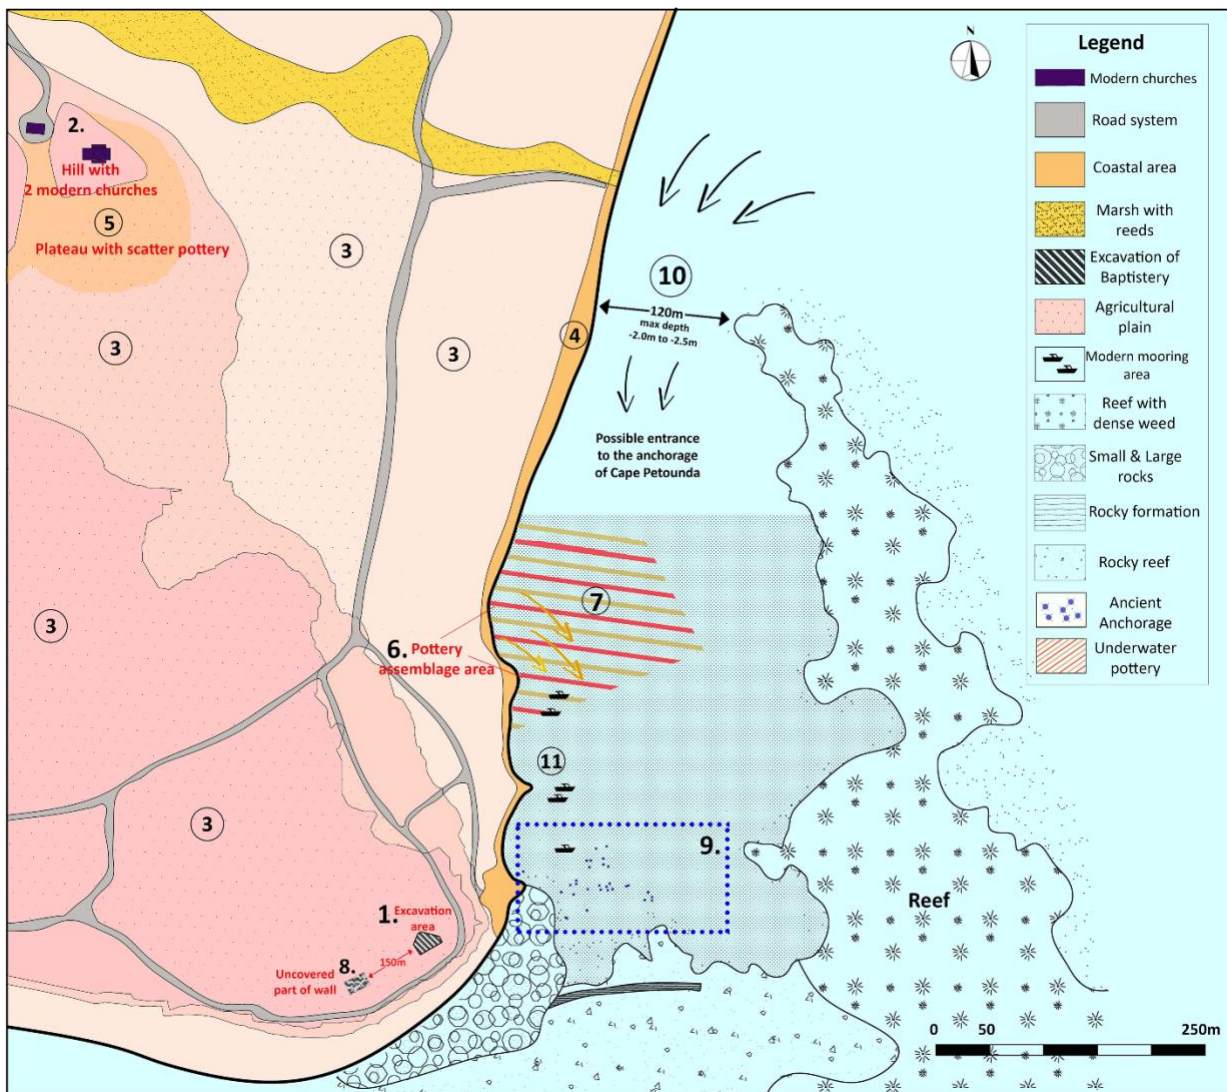 N
Legend
Modern churches
Road system
Coastal area
Marsh with
reeds
Excavation of
Baptistery
Agricultural
plain
Modern mooring
area
Reef with
dense weed
Small & Large
rocks
Rocky formation
Rocky reef
Ancient
Anchorage
Underwater
pottery
2.
Hill with
2 modern churches
5
Plateau with scatter pottery
3
3
3
3
3
4
10
120m
max depth
-2.0m to -2.5m
Possible entrance
to the anchorage
of Cape Petounda
7
6. Pottery
assemblage area
11
9.
Reef
1. Excavation
area
150m
8.
Uncovered
part of wall
0 50 250m